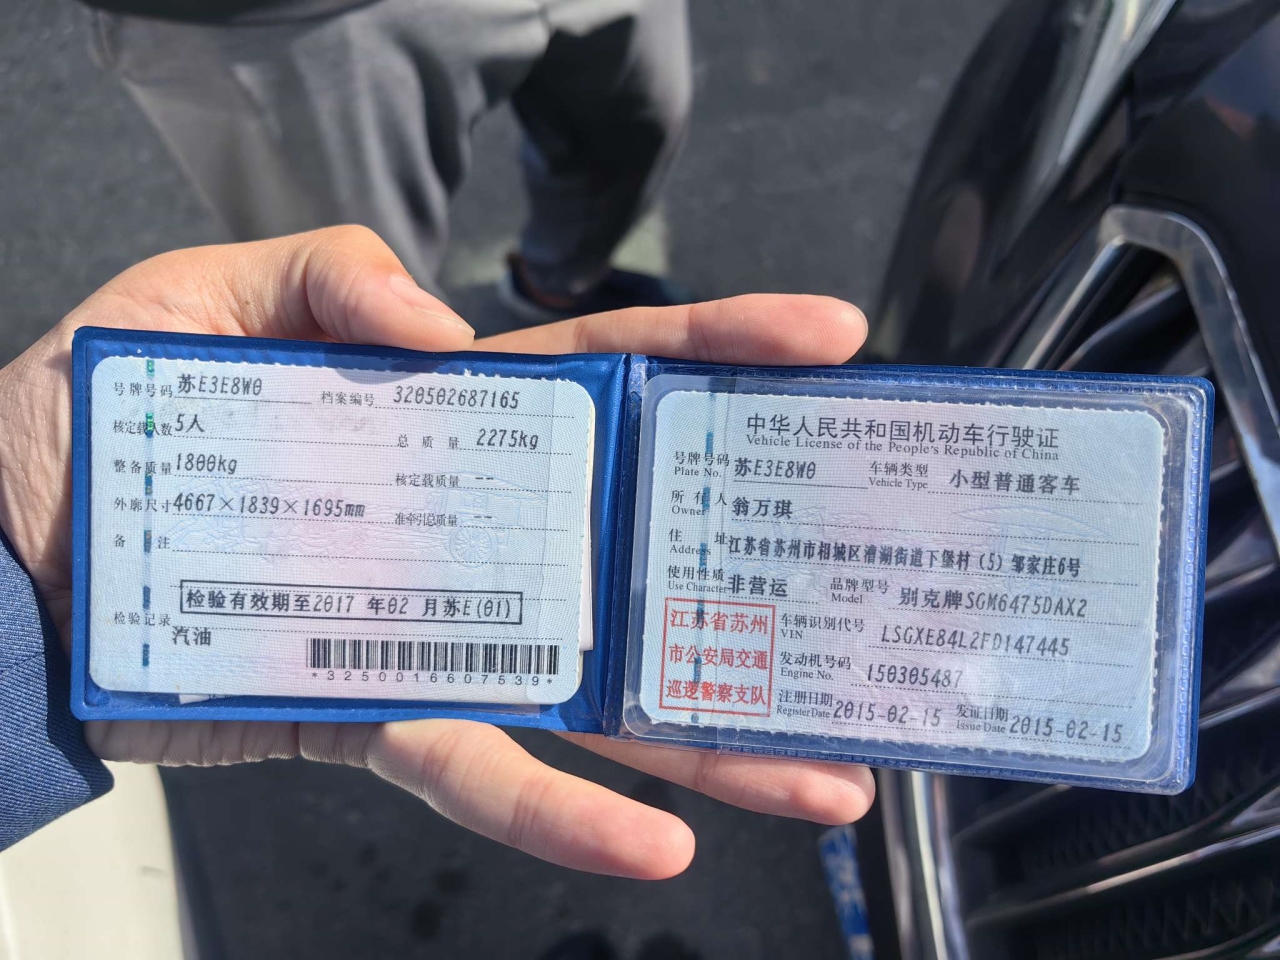 号牌号码 苏E3E8W0 档案编号 320502687165
核定载人数 5人 总质量 2275kg
整备质量 1800kg 核定载质量 --
外廓尺寸 4667×1839×1695mm 准牵引总质量 --
备注
检验有效期至2017 年02 月苏E(01)
检验记录
汽油
*3250016607539*
中华人民共和国机动车行驶证
Vehicle License of the People's Republic of China
号牌号码 苏E3E8W0 车辆类型 小型普通客车
Plate No. Vehicle Type
所有人 翁万琪
Owner
住址 江苏省苏州市相城区漕湖街道下堡村(5)邹家庄6号
Address
使用性质 非营运 品牌型号 别克牌SGM6475DAX2
Use Character Model
江苏省苏州
市公安局交通
巡逻警察支队
车辆识别代号 LSGXE84L2FD147445
VIN
发动机号码 150305487
Engine No.
注册日期 2015-02-15 发证日期 2015-02-15
Register Date Issue Date